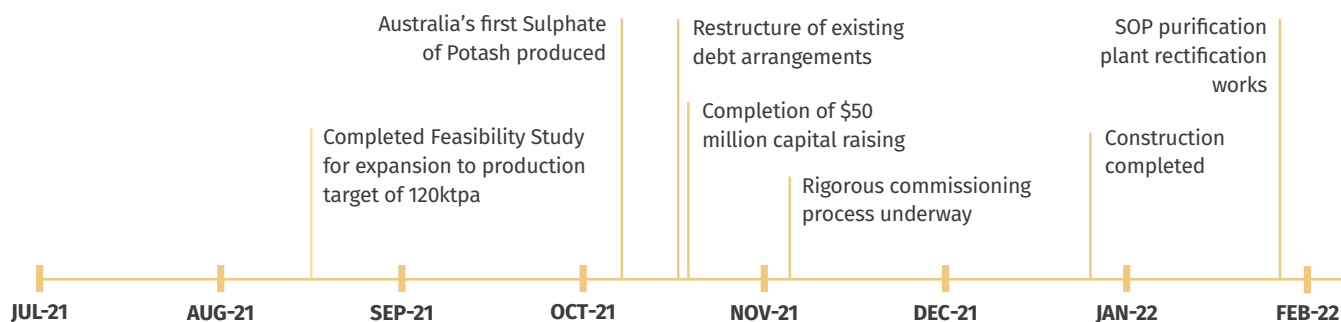 Australia’s first Sulphate
of Potash produced
Restructure of existing
debt arrangements
SOP purification
plant rectification
works
Completion of $50
million capital raising
Completed Feasibility Study
for expansion to production
target of 120ktpa
Construction
completed
Rigorous commissioning
process underway
JUL-21
AUG-21
SEP-21
OCT-21
NOV-21
DEC-21
JAN-22
FEB-22